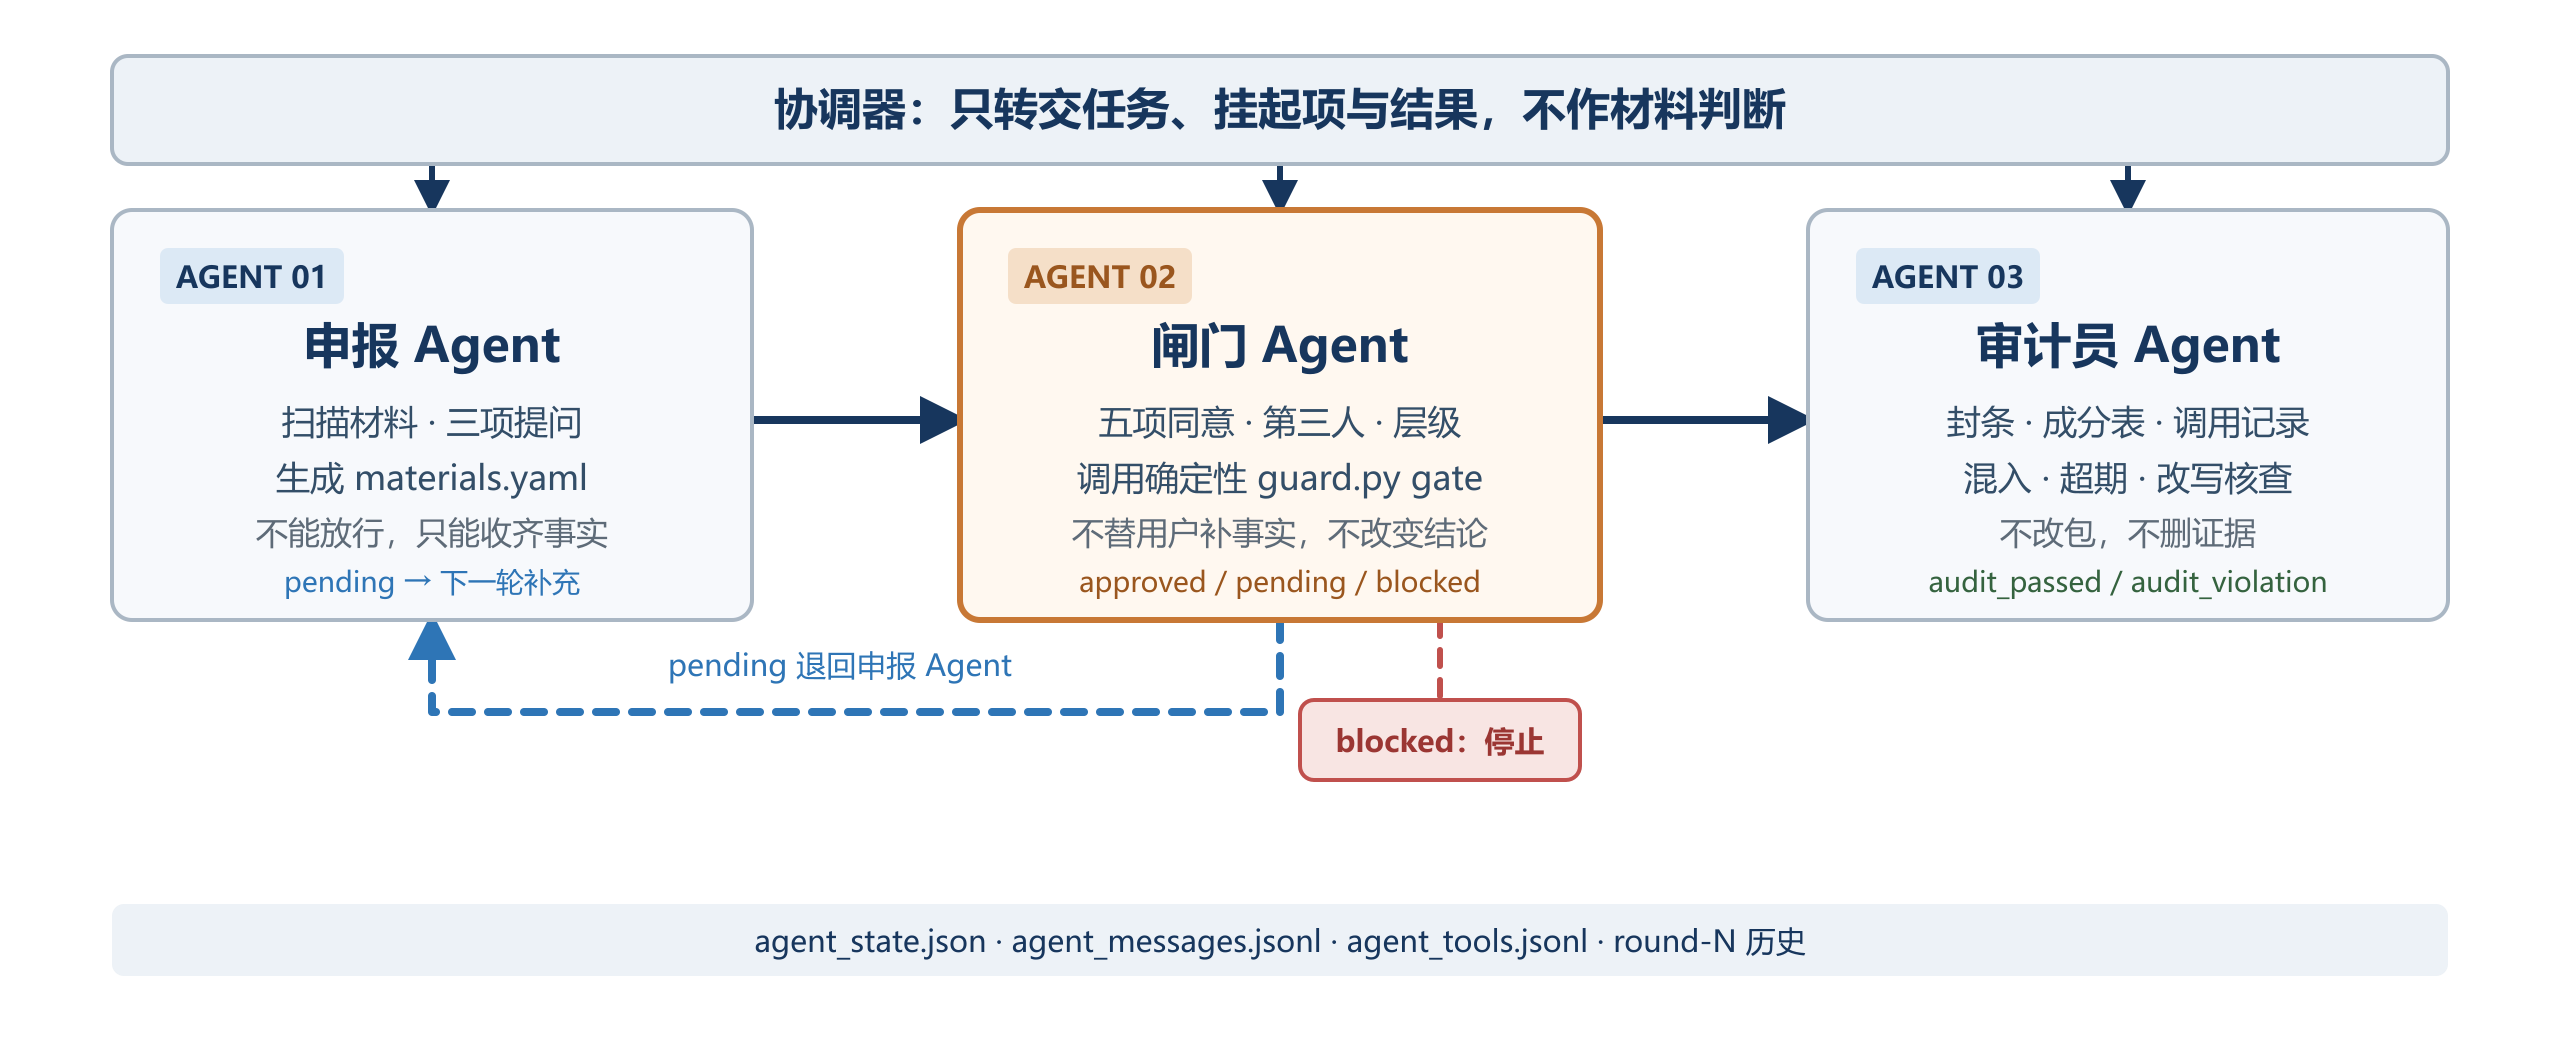 协调器：只转交任务、挂起项与结果，不作材料判断
AGENT 01
申报 Agent
扫描材料 · 三项提问
生成 materials.yaml
不能放行，只能收齐事实
pending → 下一轮补充
AGENT 02
闸门 Agent
五项同意 · 第三人 · 层级
调用确定性 guard.py gate
不替用户补事实，不改变结论
approved / pending / blocked
AGENT 03
审计员 Agent
封条 · 成分表 · 调用记录
混入 · 超期 · 改写核查
不改包，不删证据
audit_passed / audit_violation
pending 退回申报 Agent
blocked：停止
agent_state.json · agent_messages.jsonl · agent_tools.jsonl · round-N 历史